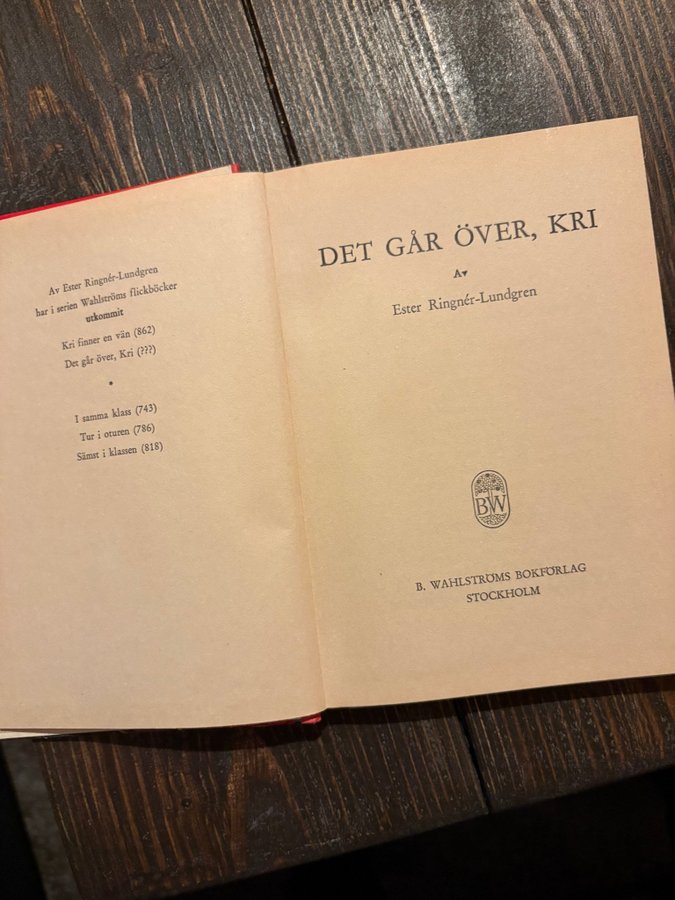 Av Ester Ringnér-Lundgren
har i serien Wahlströms flickböcker
utkommit
Kri finner en vän (862)
Det går över, Kri (???)
*
I samma klass (743)
Tur i oturen (786)
Sämst i klassen (818)
DET GÅR ÖVER, KRI
Av
Ester Ringnér-Lundgren
BW
B. WAHLSTRÖMS BOKFÖRLAG
STOCKHOLM